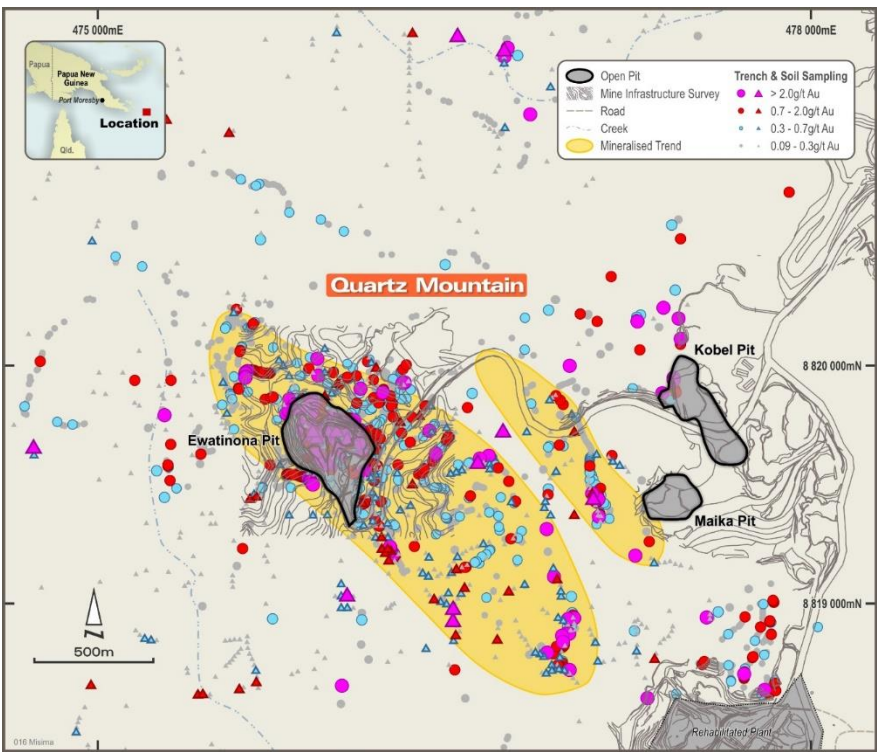 475 000mE
478 000mE
Papua
Papua New
Guinea
Port Moresby
Location
Qld.
Open Pit
Mine Infrastructure Survey
Road
Creek
Mineralised Trend
Trench & Soil Sampling
> 2.0g/t Au
0.7 - 2.0g/t Au
0.3 - 0.7g/t Au
0.09 - 0.3g/t Au
Quartz Mountain
Kobel Pit
8 820 000mN
Ewatinona Pit
Maika Pit
8 819 000mN
N
500m
Rehabilitated Plant
016 Misima